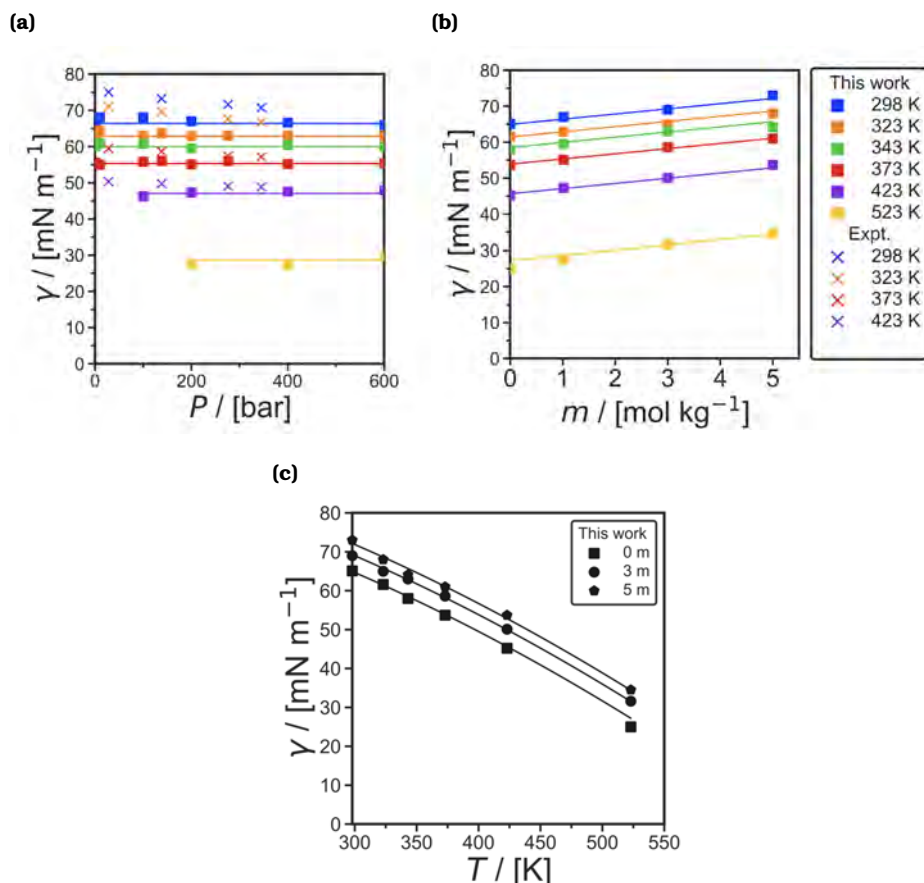 (a)
80
70
60
50
40
30
20
10
0
γ / [mN m⁻¹]
0 200 400 600
P / [bar]
(b)
80
70
60
50
40
30
20
10
0
γ / [mN m⁻¹]
0 1 2 3 4 5
m / [mol kg⁻¹]
This work
298 K
323 K
343 K
373 K
423 K
523 K
Expt.
298 K
323 K
373 K
423 K
(c)
80
70
60
50
40
30
20
10
0
γ / [mN m⁻¹]
This work
0 m
3 m
5 m
300 350 400 450 500 550
T / [K]